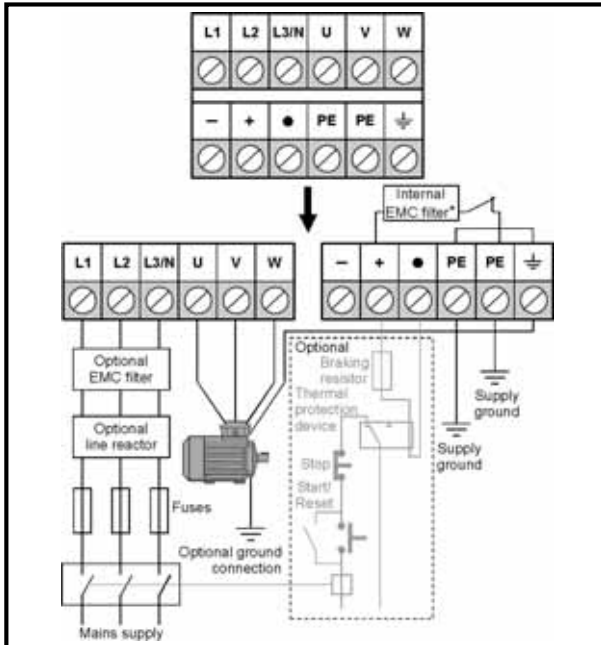 L1 L2 L3/N U V W
− + ● PE PE ⏚
Internal
EMC filter*
L1 L2 L3/N U V W
− + ● PE PE ⏚
Optional
EMC filter
Optional
line reactor
Fuses
Mains supply
Optional ground
connection
Optional
Braking
resistor
Thermal
protection
device
Stop
Start/
Reset
Supply
ground
Supply
ground